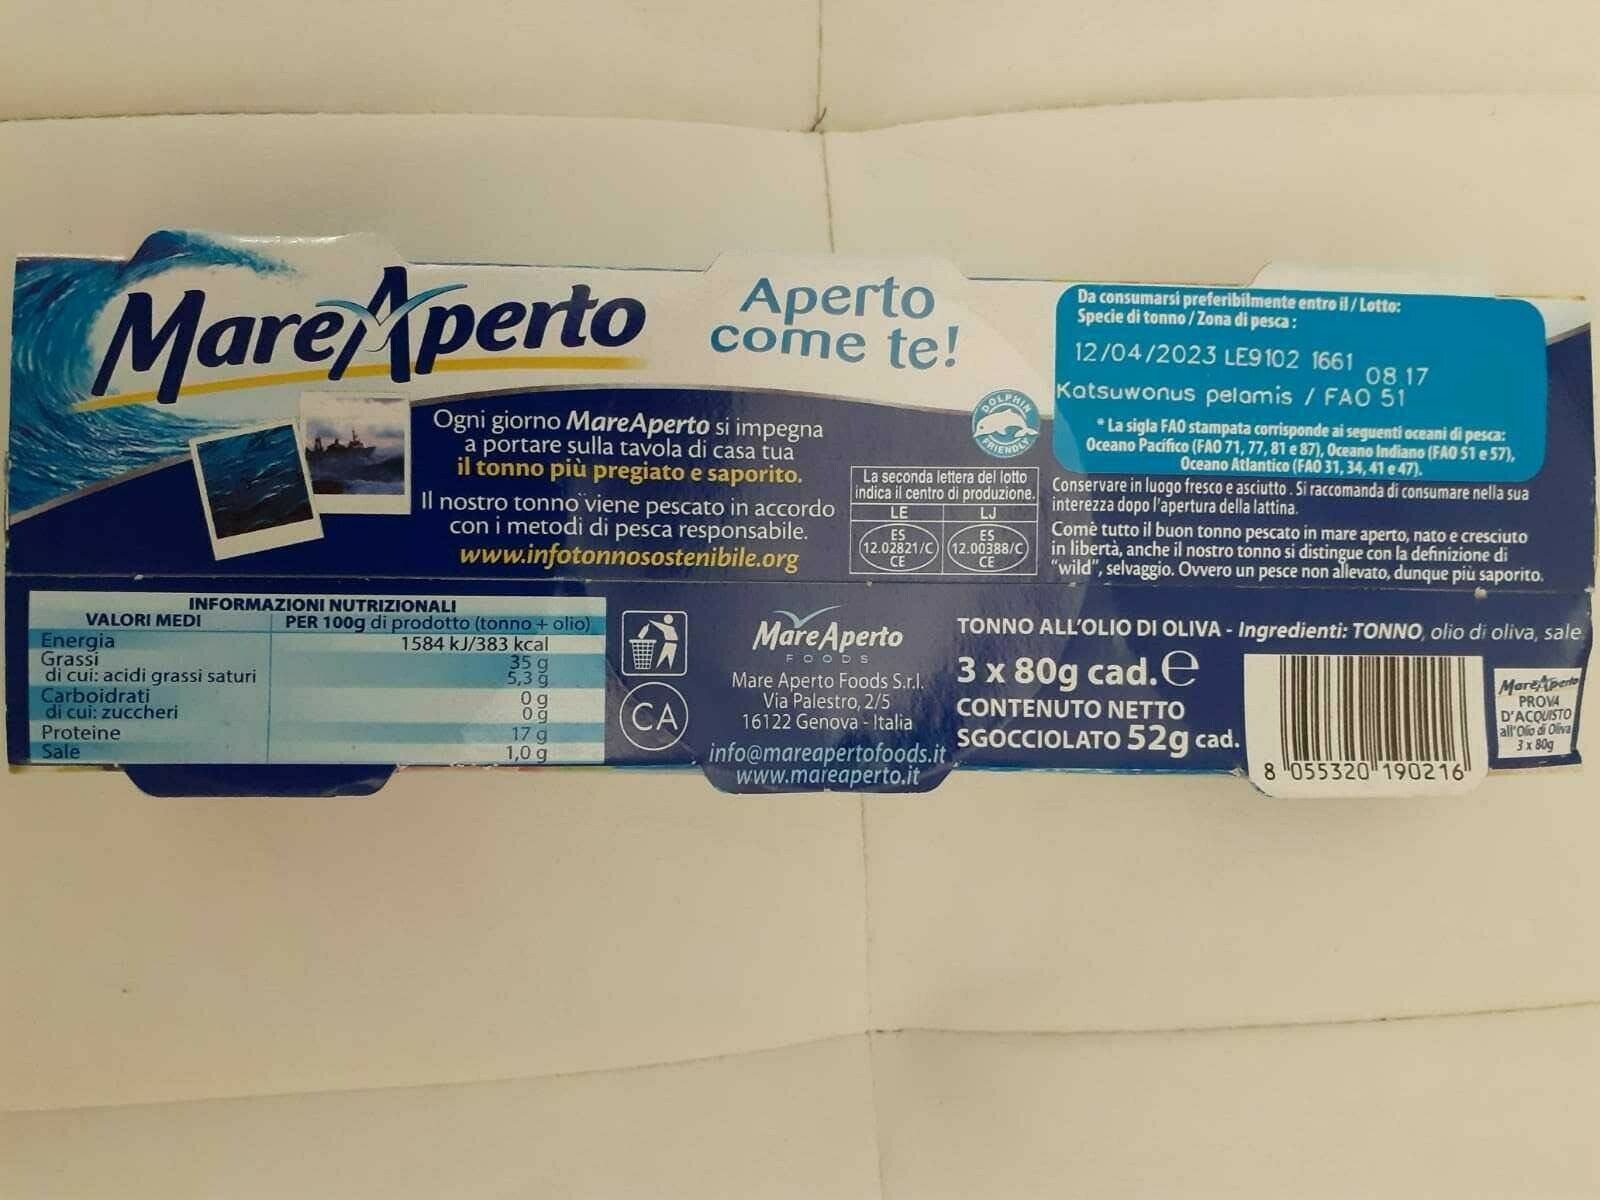 MareAperto
Aperto
come te!
Ogni giorno MareAperto si impegna
a portare sulla tavola di casa tua
il tonno più pregiato e saporito.
Il nostro tonno viene pescato in accordo
con i metodi di pesca responsabile.
www.infotonnosostenibile.org
DOLPHIN
FRIENDLY
La seconda lettera del lotto
indica il centro di produzione.
LE LJ
ES ES
12.02821/C 12.00388/C
CE CE
Da consumarsi preferibilmente entro il / Lotto:
Specie di tonno / Zona di pesca :
12/04/2023 LE9102 1661
08 17
Katsuwonus pelamis / FAO 51
* La sigla FAO stampata corrisponde ai seguenti oceani di pesca:
Oceano Pacifico (FAO 71, 77, 81 e 87), Oceano Indiano (FAO 51 e 57),
Oceano Atlantico (FAO 31, 34, 41 e 47).
Conservare in luogo fresco e asciutto . Si raccomanda di consumare nella sua
interezza dopo l'apertura della lattina.
Come tutto il buon tonno pescato in mare aperto, nato e cresciuto
in libertà, anche il nostro tonno si distingue con la definizione di
"wild", selvaggio. Ovvero un pesce non allevato, dunque più saporito.
INFORMAZIONI NUTRIZIONALI
VALORI MEDI PER 100g di prodotto (tonno + olio)
Energia 1584 kJ/383 kcal
Grassi 35 g
di cui: acidi grassi saturi 5,3 g
Carboidrati 0 g
di cui: zuccheri 0 g
Proteine 17 g
Sale 1,0 g
CA
MareAperto
FOODS
Mare Aperto Foods S.r.l.
Via Palestro, 2/5
16122 Genova - Italia
info@mareapertofoods.it
www.mareaperto.it
TONNO ALL'OLIO DI OLIVA - Ingredienti: TONNO, olio di oliva, sale
3 x 80g cad. ℮
CONTENUTO NETTO
SGOCCIOLATO 52g cad.
8 055320 190216
MareAperto
PROVA
D'ACQUISTO
all'Olio di Oliva
3 x 80g